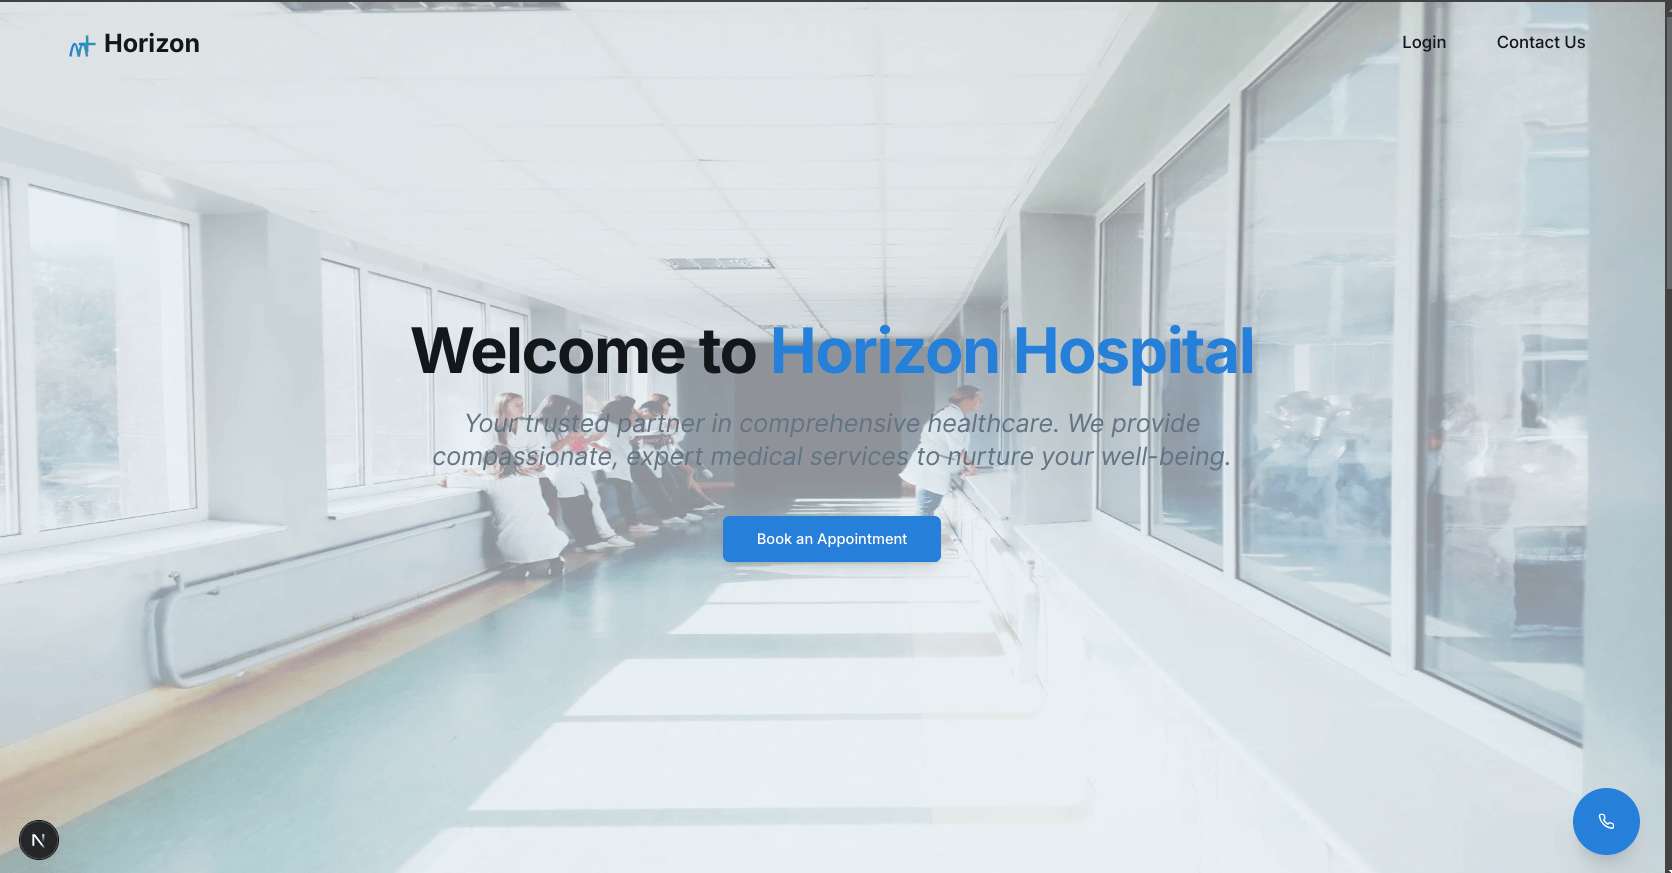 Horizon
Login
Contact Us
Welcome to Horizon Hospital
Your trusted partner in comprehensive healthcare. We provide
compassionate, expert medical services to nurture your well-being.
Book an Appointment
N